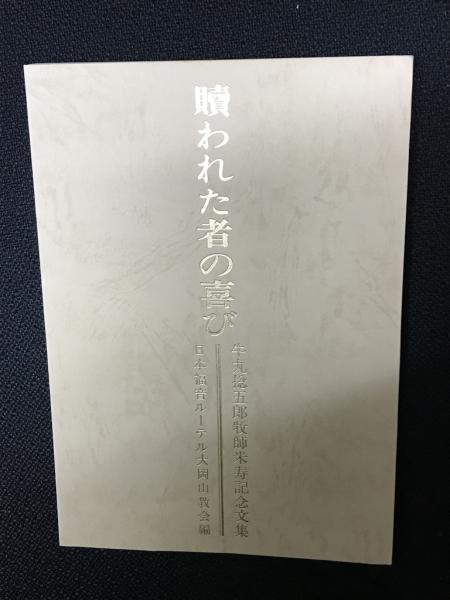 贖われた者の喜び
牛丸捴五郎牧師米寿記念文集
日本福音ルーテル大岡山教会編